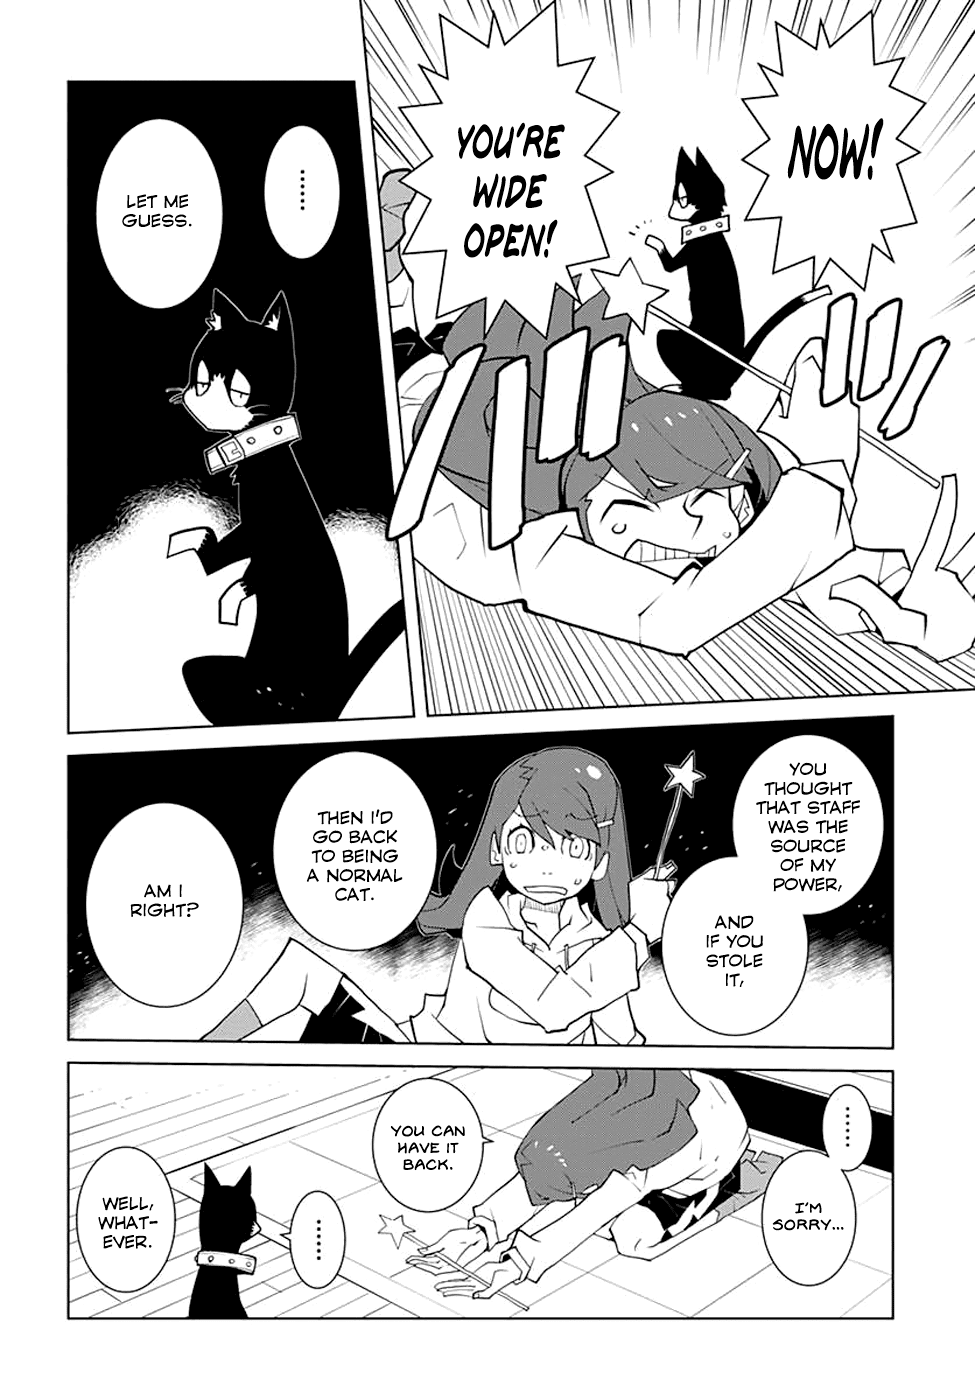 NOW!
YOU'RE
WIDE
OPEN!
......
LET ME
GUESS.
YOU
THOUGHT
THAT STAFF
WAS THE
SOURCE
OF MY
POWER,
AND
IF YOU
STOLE
IT,
THEN I'D
GO BACK
TO BEING
A NORMAL
CAT.
AM I
RIGHT?
......
I'M
SORRY...
YOU CAN
HAVE IT
BACK.
......
WELL,
WHAT-
EVER.